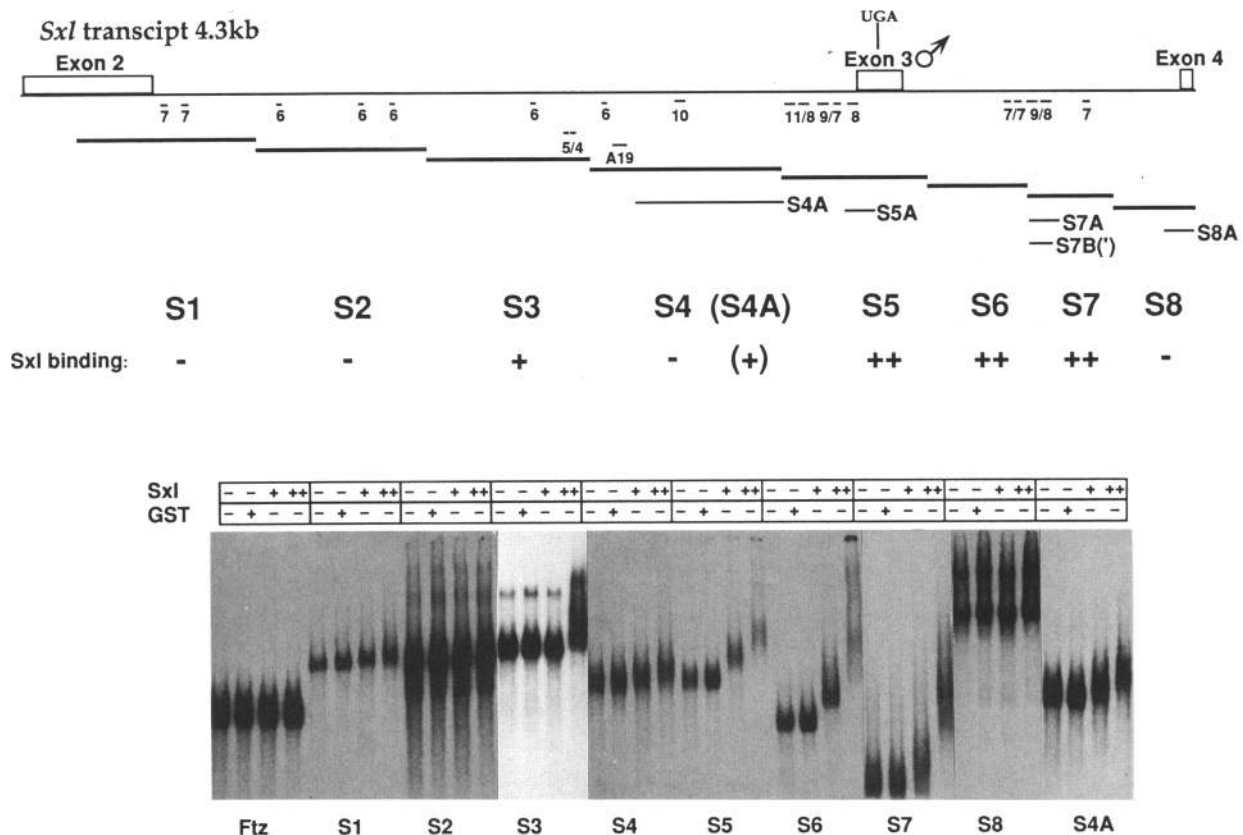 UGA
Sxl transcipt 4.3kb
Exon 2 Exon 3♂ Exon 4
7 7 6 6 6 6 6 10 11/8 9/7 8 7/7 9/8 7
5/4 A19
S4A S5A S7A S8A
S7B(')
S1 S2 S3 S4 (S4A) S5 S6 S7 S8
Sxl binding: - - + - (+) ++ ++ ++ -
Sxl - - + ++ - - + ++ - - + ++ - - + ++ - - + ++ - - + ++ - - + ++ - - + ++ - - + ++ - - + ++
GST - + - - - + - - - + - - - + - - - + - - - + - - - + - - - + - - - + - - - + - -
Ftz S1 S2 S3 S4 S5 S6 S7 S8 S4A